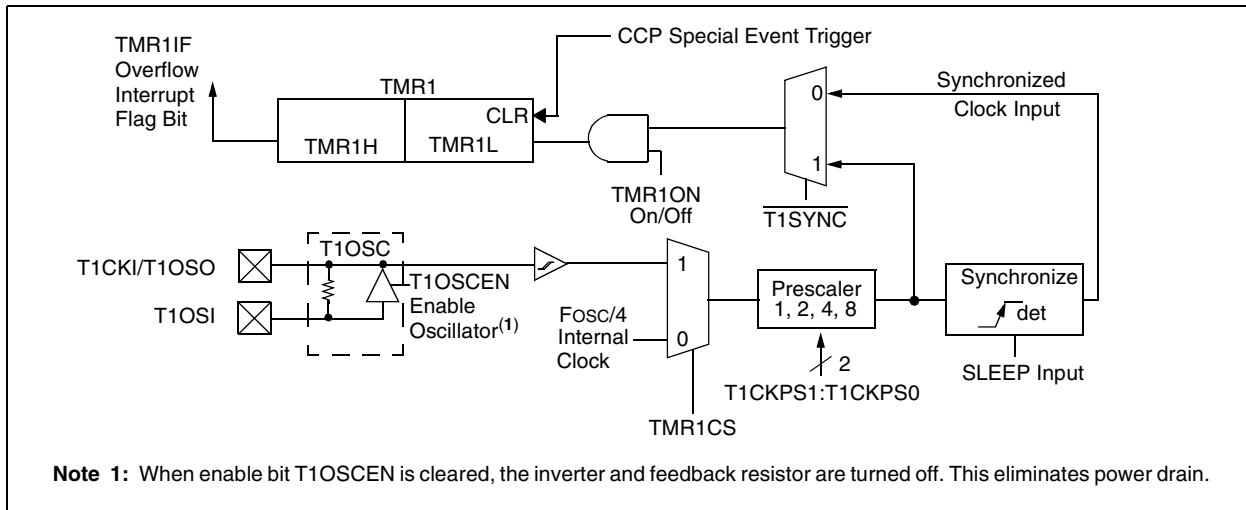 TMR1IF
Overflow
Interrupt
Flag Bit
CCP Special Event Trigger
TMR1
CLR
TMR1H
TMR1L
TMR1ON
On/Off
0
1
T1SYNC
Synchronized
Clock Input
T1CKI/T1OSO
T1OSI
T1OSC
T1OSCEN
Enable
Oscillator(1)
FOSC/4
Internal
Clock
1
0
TMR1CS
Prescaler
1, 2, 4, 8
2
T1CKPS1:T1CKPS0
Synchronize
det
SLEEP Input
Note 1: When enable bit T1OSCEN is cleared, the inverter and feedback resistor are turned off. This eliminates power drain.